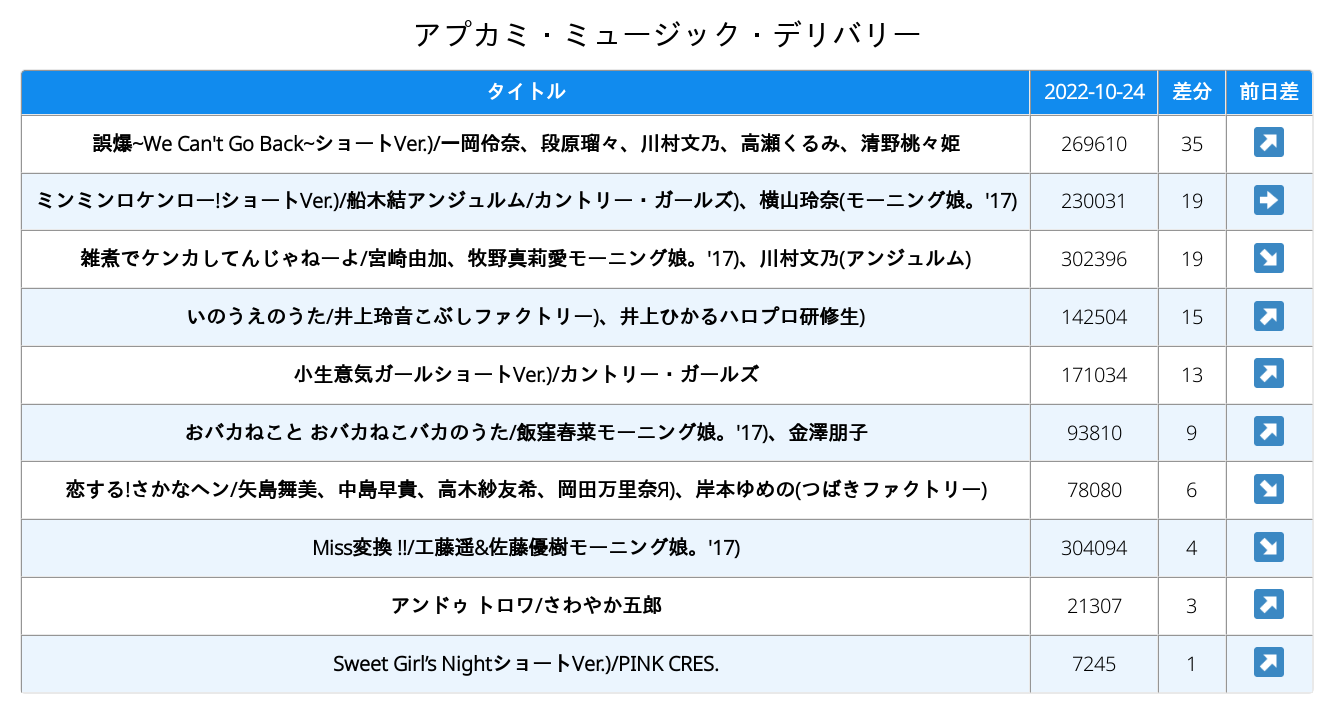 アプカミ・ミュージック・デリバリー
タイトル 2022-10-24 差分 前日差
誤爆~We Can't Go Back~ショートVer.)/一岡伶奈、段原瑠々、川村文乃、高瀬くるみ、清野桃々姫 269610 35
ミンミンロケンロー!ショートVer.)/船木結アンジュルム/カントリー・ガールズ)、横山玲奈(モーニング娘。'17) 230031 19
雑煮でケンカしてんじゃねーよ/宮崎由加、牧野真莉愛モーニング娘。'17)、川村文乃(アンジュルム) 302396 19
いのうえのうた/井上玲音こぶしファクトリー)、井上ひかるハロプロ研修生) 142504 15
小生意気ガールショートVer.)/カントリー・ガールズ 171034 13
おバカねこと おバカねこバカのうた/飯窪春菜モーニング娘。'17)、金澤朋子 93810 9
恋する!さかなヘン/矢島舞美、中島早貴、高木紗友希、岡田万里奈Я)、岸本ゆめの(つばきファクトリー) 78080 6
Miss変換 !!/工藤遥&佐藤優樹モーニング娘。'17) 304094 4
アンドゥ トロワ/さわやか五郎 21307 3
Sweet Girl’s NightショートVer.)/PINK CRES. 7245 1